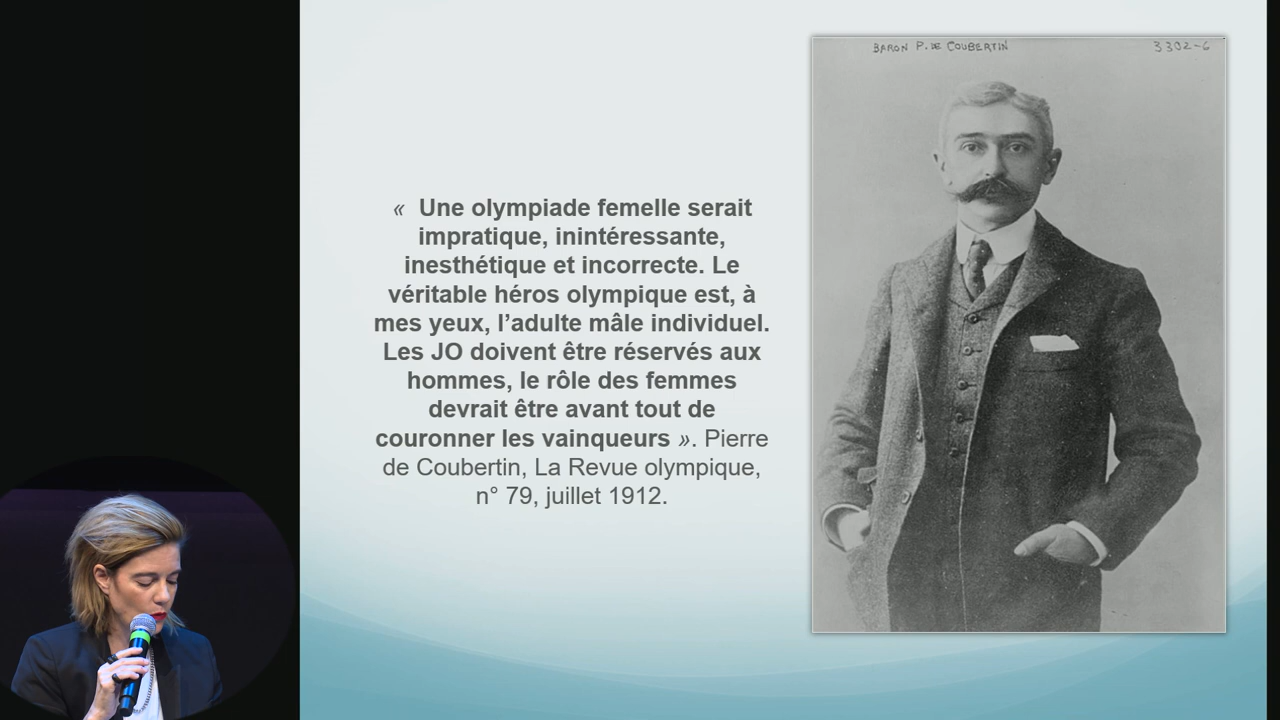 BARON P. DE COUBERTIN 3302-6
«  Une olympiade femelle serait
impratique, inintéressante,
inesthétique et incorrecte. Le
véritable héros olympique est, à
mes yeux, l’adulte mâle individuel.
Les JO doivent être réservés aux
hommes, le rôle des femmes
devrait être avant tout de
couronner les vainqueurs ». Pierre
de Coubertin, La Revue olympique,
n° 79, juillet 1912.